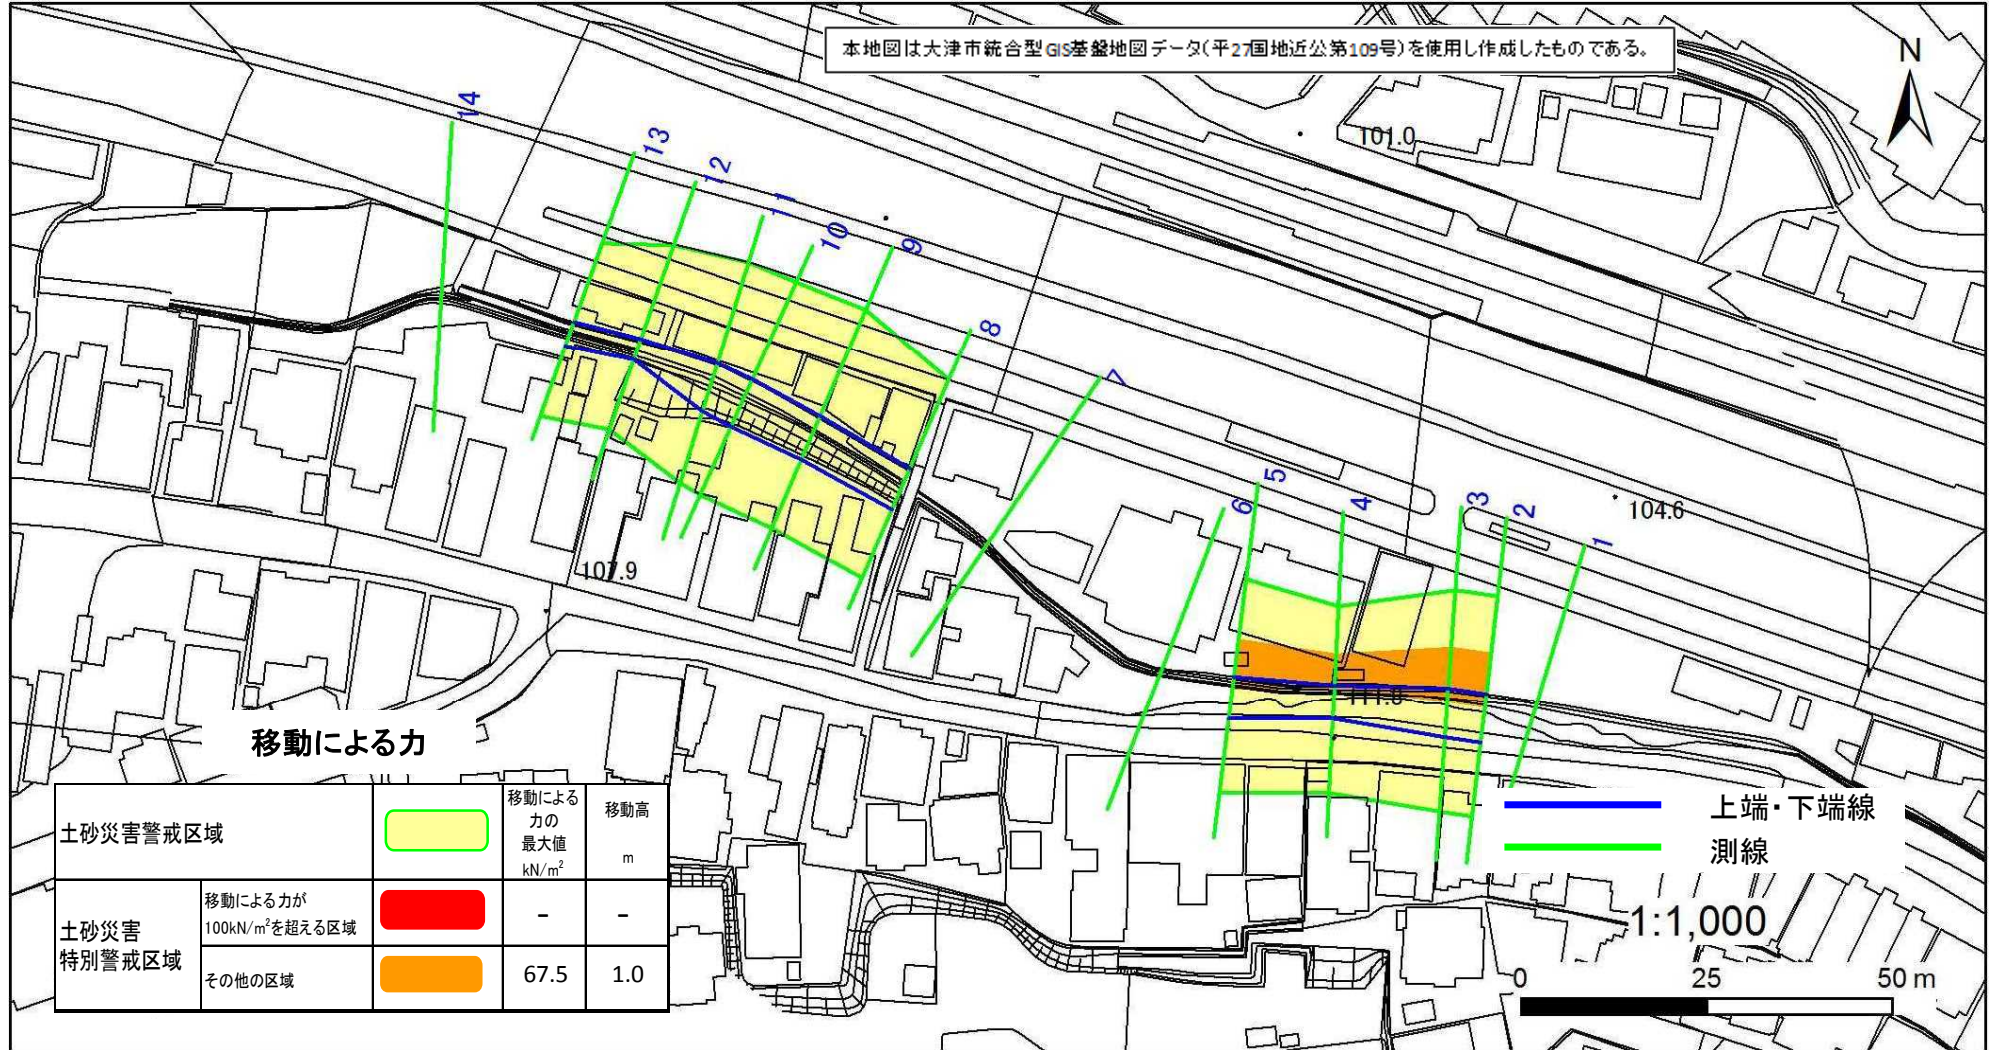 本地図は大津市統合型GIS基盤地図データ(平27国地近公第109号)を使用し作成したものである。
N
101.0
14
13
12
11
10
9
8
7
6
5
4
3
2
1
104.6
107.9
111.8
移動による力
土砂災害警戒区域
移動による
力の
最大値
kN/m²
移動高
m
土砂災害
特別警戒区域
移動による力が
100kN/m²を超える区域
-
-
その他の区域
67.5
1.0
上端・下端線
測線
1:1,000
0
25
50 m